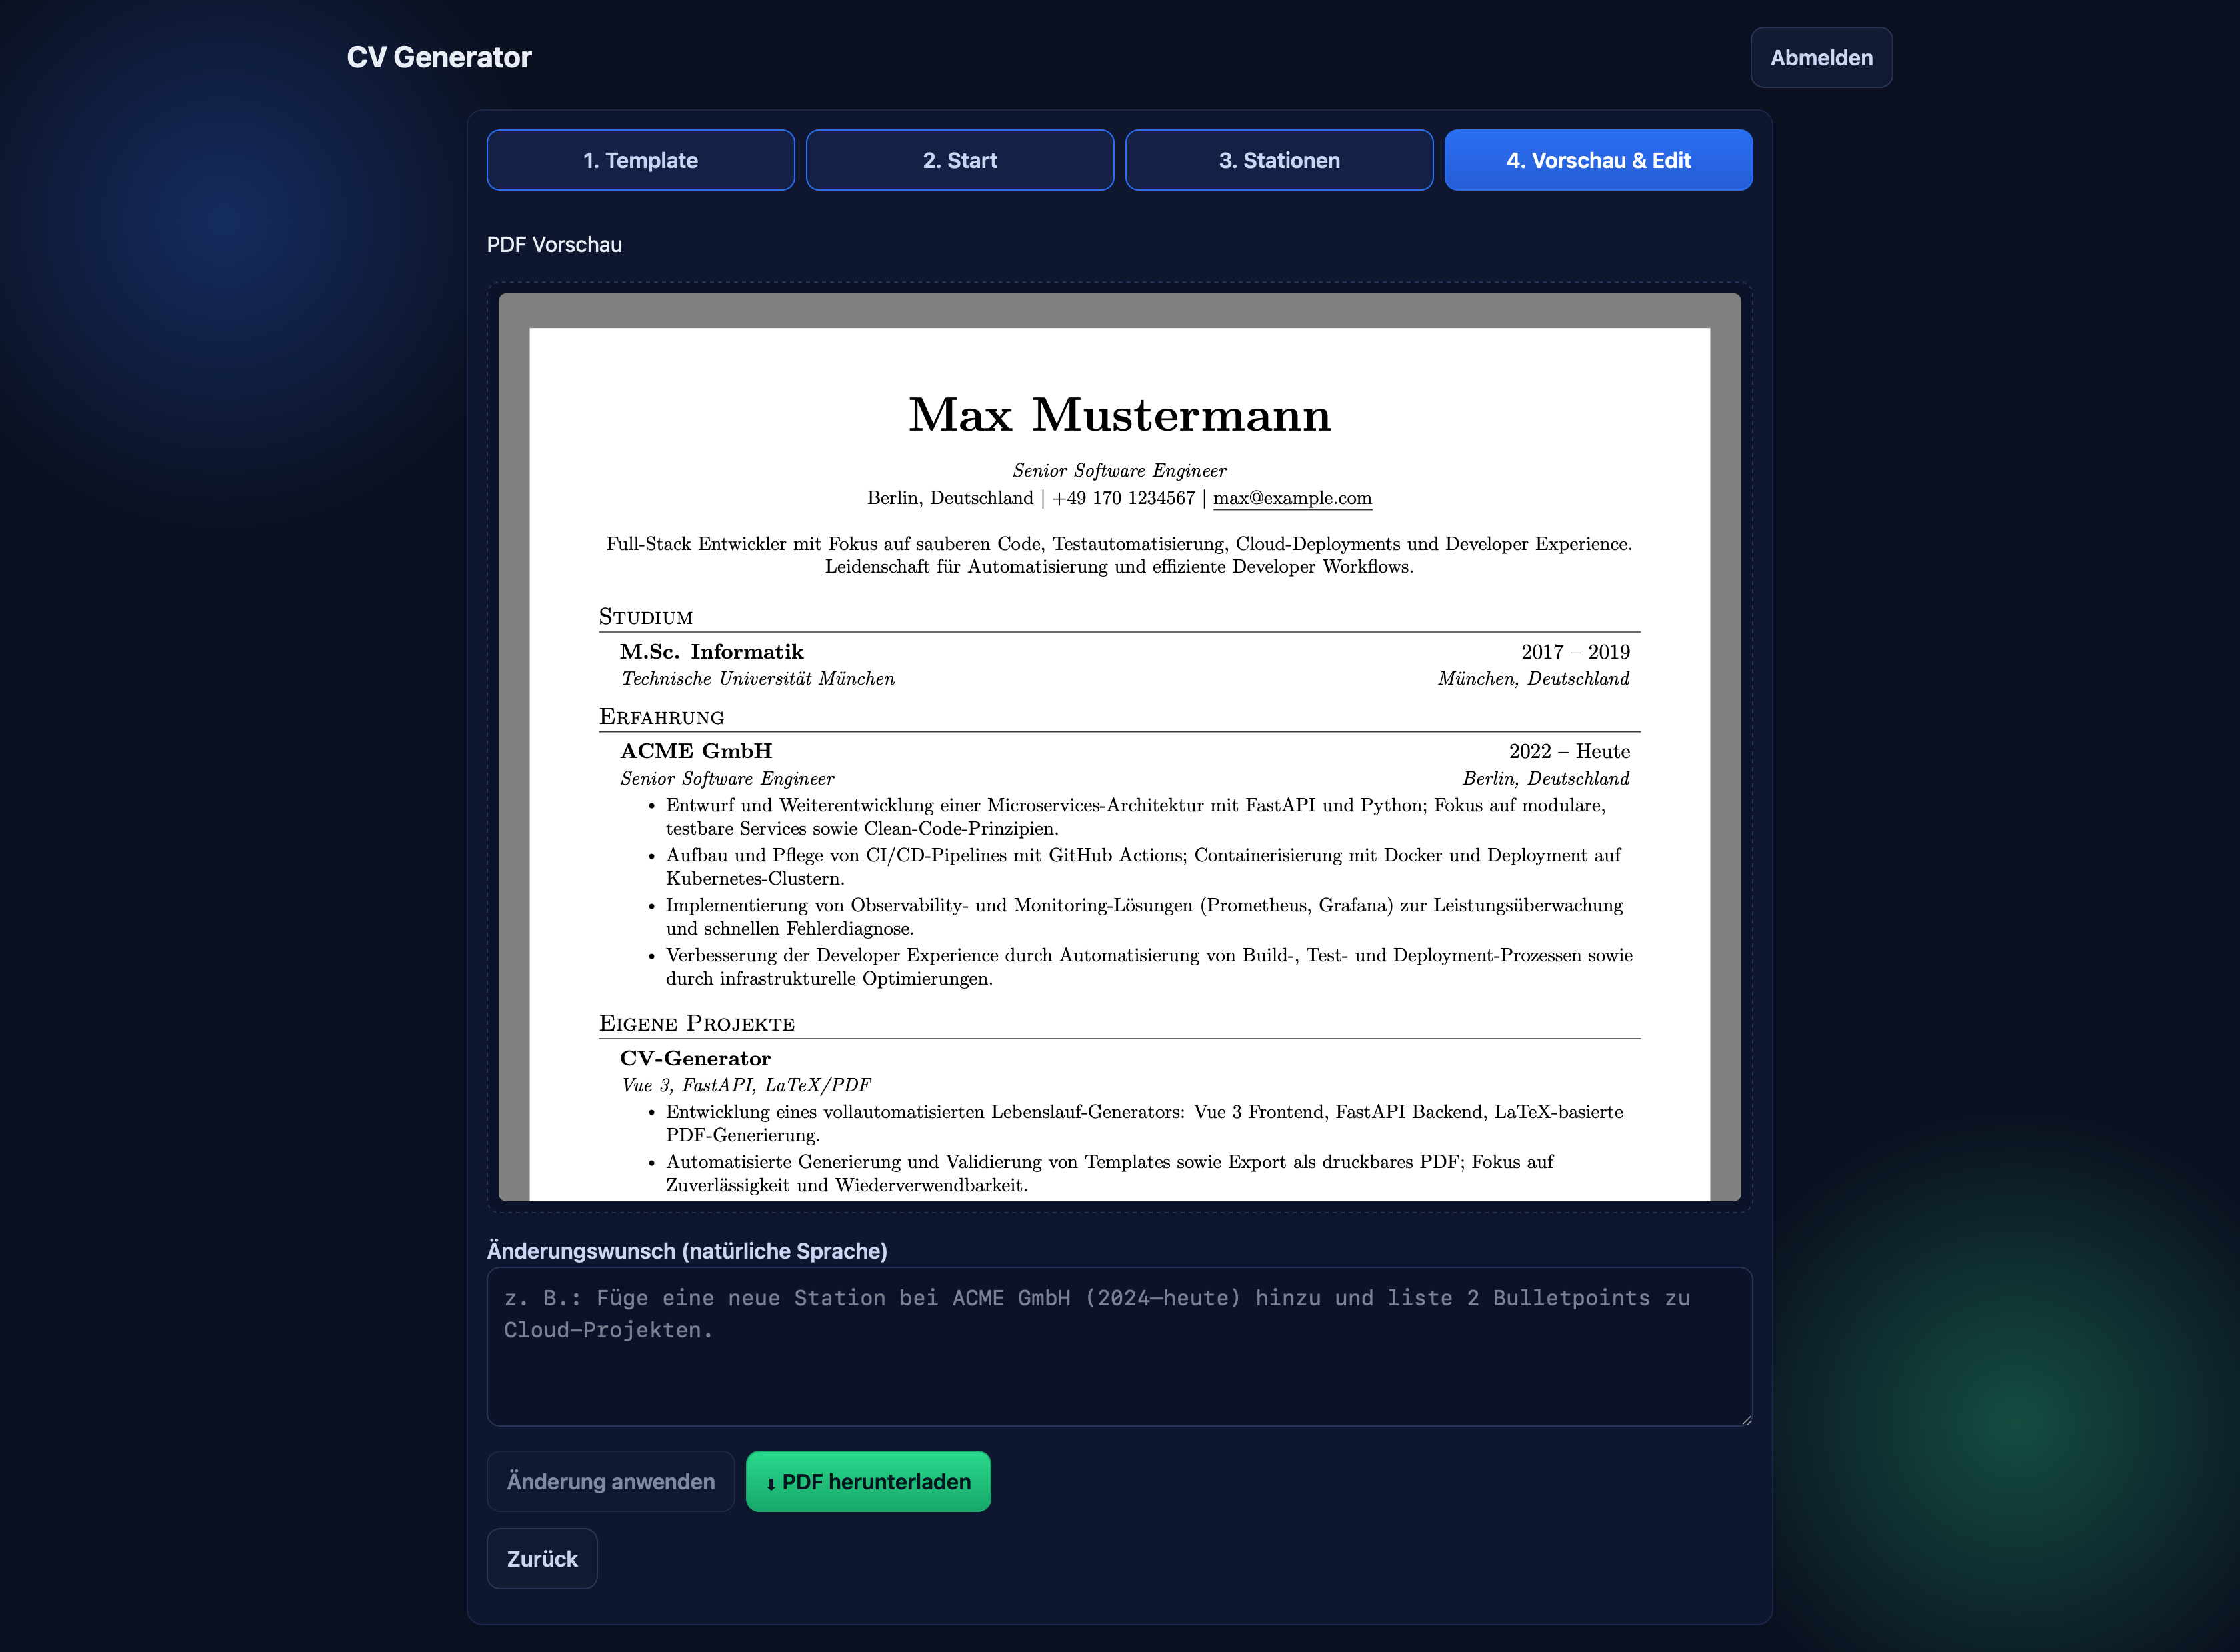 CV Generator
Abmelden
1. Template
2. Start
3. Stationen
4. Vorschau & Edit
PDF Vorschau
Max Mustermann
Senior Software Engineer
Berlin, Deutschland | +49 170 1234567 | max@example.com
Full-Stack Entwickler mit Fokus auf sauberen Code, Testautomatisierung, Cloud-Deployments und Developer Experience.
Leidenschaft für Automatisierung und effiziente Developer Workflows.
Studium
M.Sc. Informatik 2017 – 2019
Technische Universität München München, Deutschland
Erfahrung
ACME GmbH 2022 – Heute
Senior Software Engineer Berlin, Deutschland
• Entwurf und Weiterentwicklung einer Microservices-Architektur mit FastAPI und Python; Fokus auf modulare,
testbare Services sowie Clean-Code-Prinzipien.
• Aufbau und Pflege von CI/CD-Pipelines mit GitHub Actions; Containerisierung mit Docker und Deployment auf
Kubernetes-Clustern.
• Implementierung von Observability- und Monitoring-Lösungen (Prometheus, Grafana) zur Leistungsüberwachung
und schnellen Fehlerdiagnose.
• Verbesserung der Developer Experience durch Automatisierung von Build-, Test- und Deployment-Prozessen sowie
durch infrastrukturelle Optimierungen.
Eigene Projekte
CV-Generator
Vue 3, FastAPI, LaTeX/PDF
• Entwicklung eines vollautomatisierten Lebenslauf-Generators: Vue 3 Frontend, FastAPI Backend, LaTeX-basierte
PDF-Generierung.
• Automatisierte Generierung und Validierung von Templates sowie Export als druckbares PDF; Fokus auf
Zuverlässigkeit und Wiederverwendbarkeit.
Änderungswunsch (natürliche Sprache)
z. B.: Füge eine neue Station bei ACME GmbH (2024–heute) hinzu und liste 2 Bulletpoints zu
Cloud-Projekten.
Änderung anwenden
⬇ PDF herunterladen
Zurück